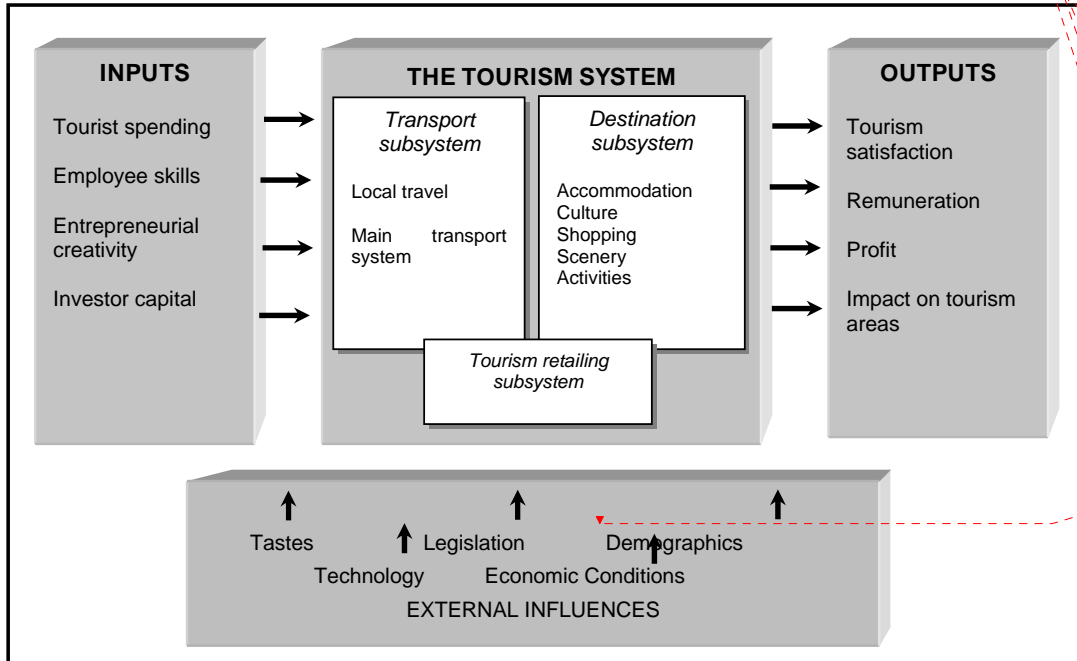 INPUTS
Tourist spending
Employee skills
Entrepreneurial
creativity
Investor capital
THE TOURISM SYSTEM
Transport
subsystem
Local travel
Main transport
system
Destination
subsystem
Accommodation
Culture
Shopping
Scenery
Activities
Tourism retailing
subsystem
OUTPUTS
Tourism
satisfaction
Remuneration
Profit
Impact on tourism
areas
Tastes Legislation Demographics
Technology Economic Conditions
EXTERNAL INFLUENCES